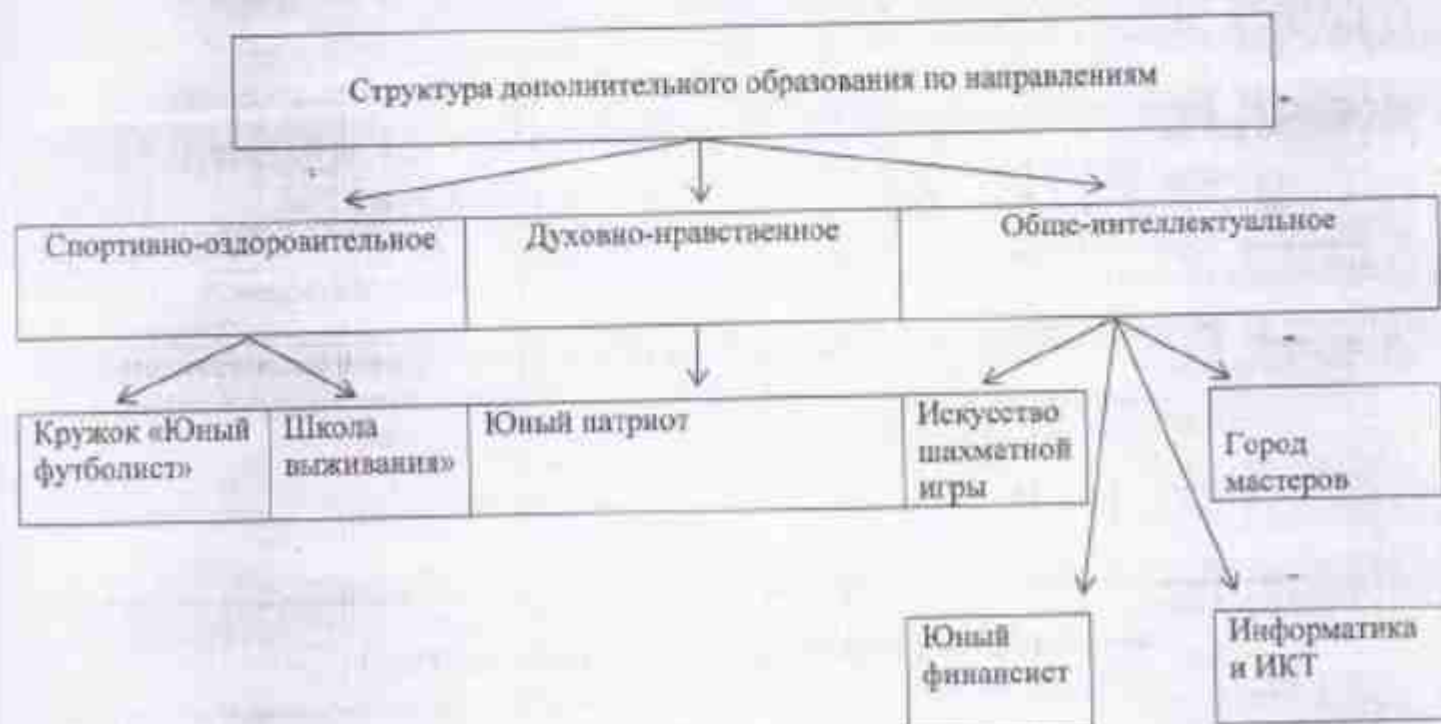 Структура дополнительного образования по направлениям
Спортивно-оздоровительное
Духовно-нравственное
Обще-интеллектуальное
Кружок «Юный
футболист»
Школа
выживания»
Юный патриот
Искусство
шахматной
игры
Город
мастеров
Юный
финансист
Информатика
и ИКТ